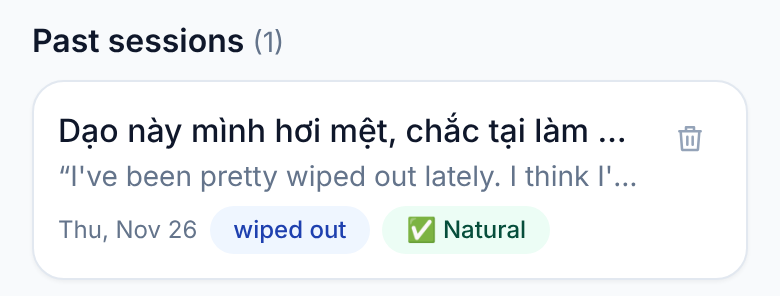 Past sessions (1)
Dạo này mình hơi mệt, chắc tại làm ...
“I've been pretty wiped out lately. I think I'...
Thu, Nov 26 wiped out ✅ Natural